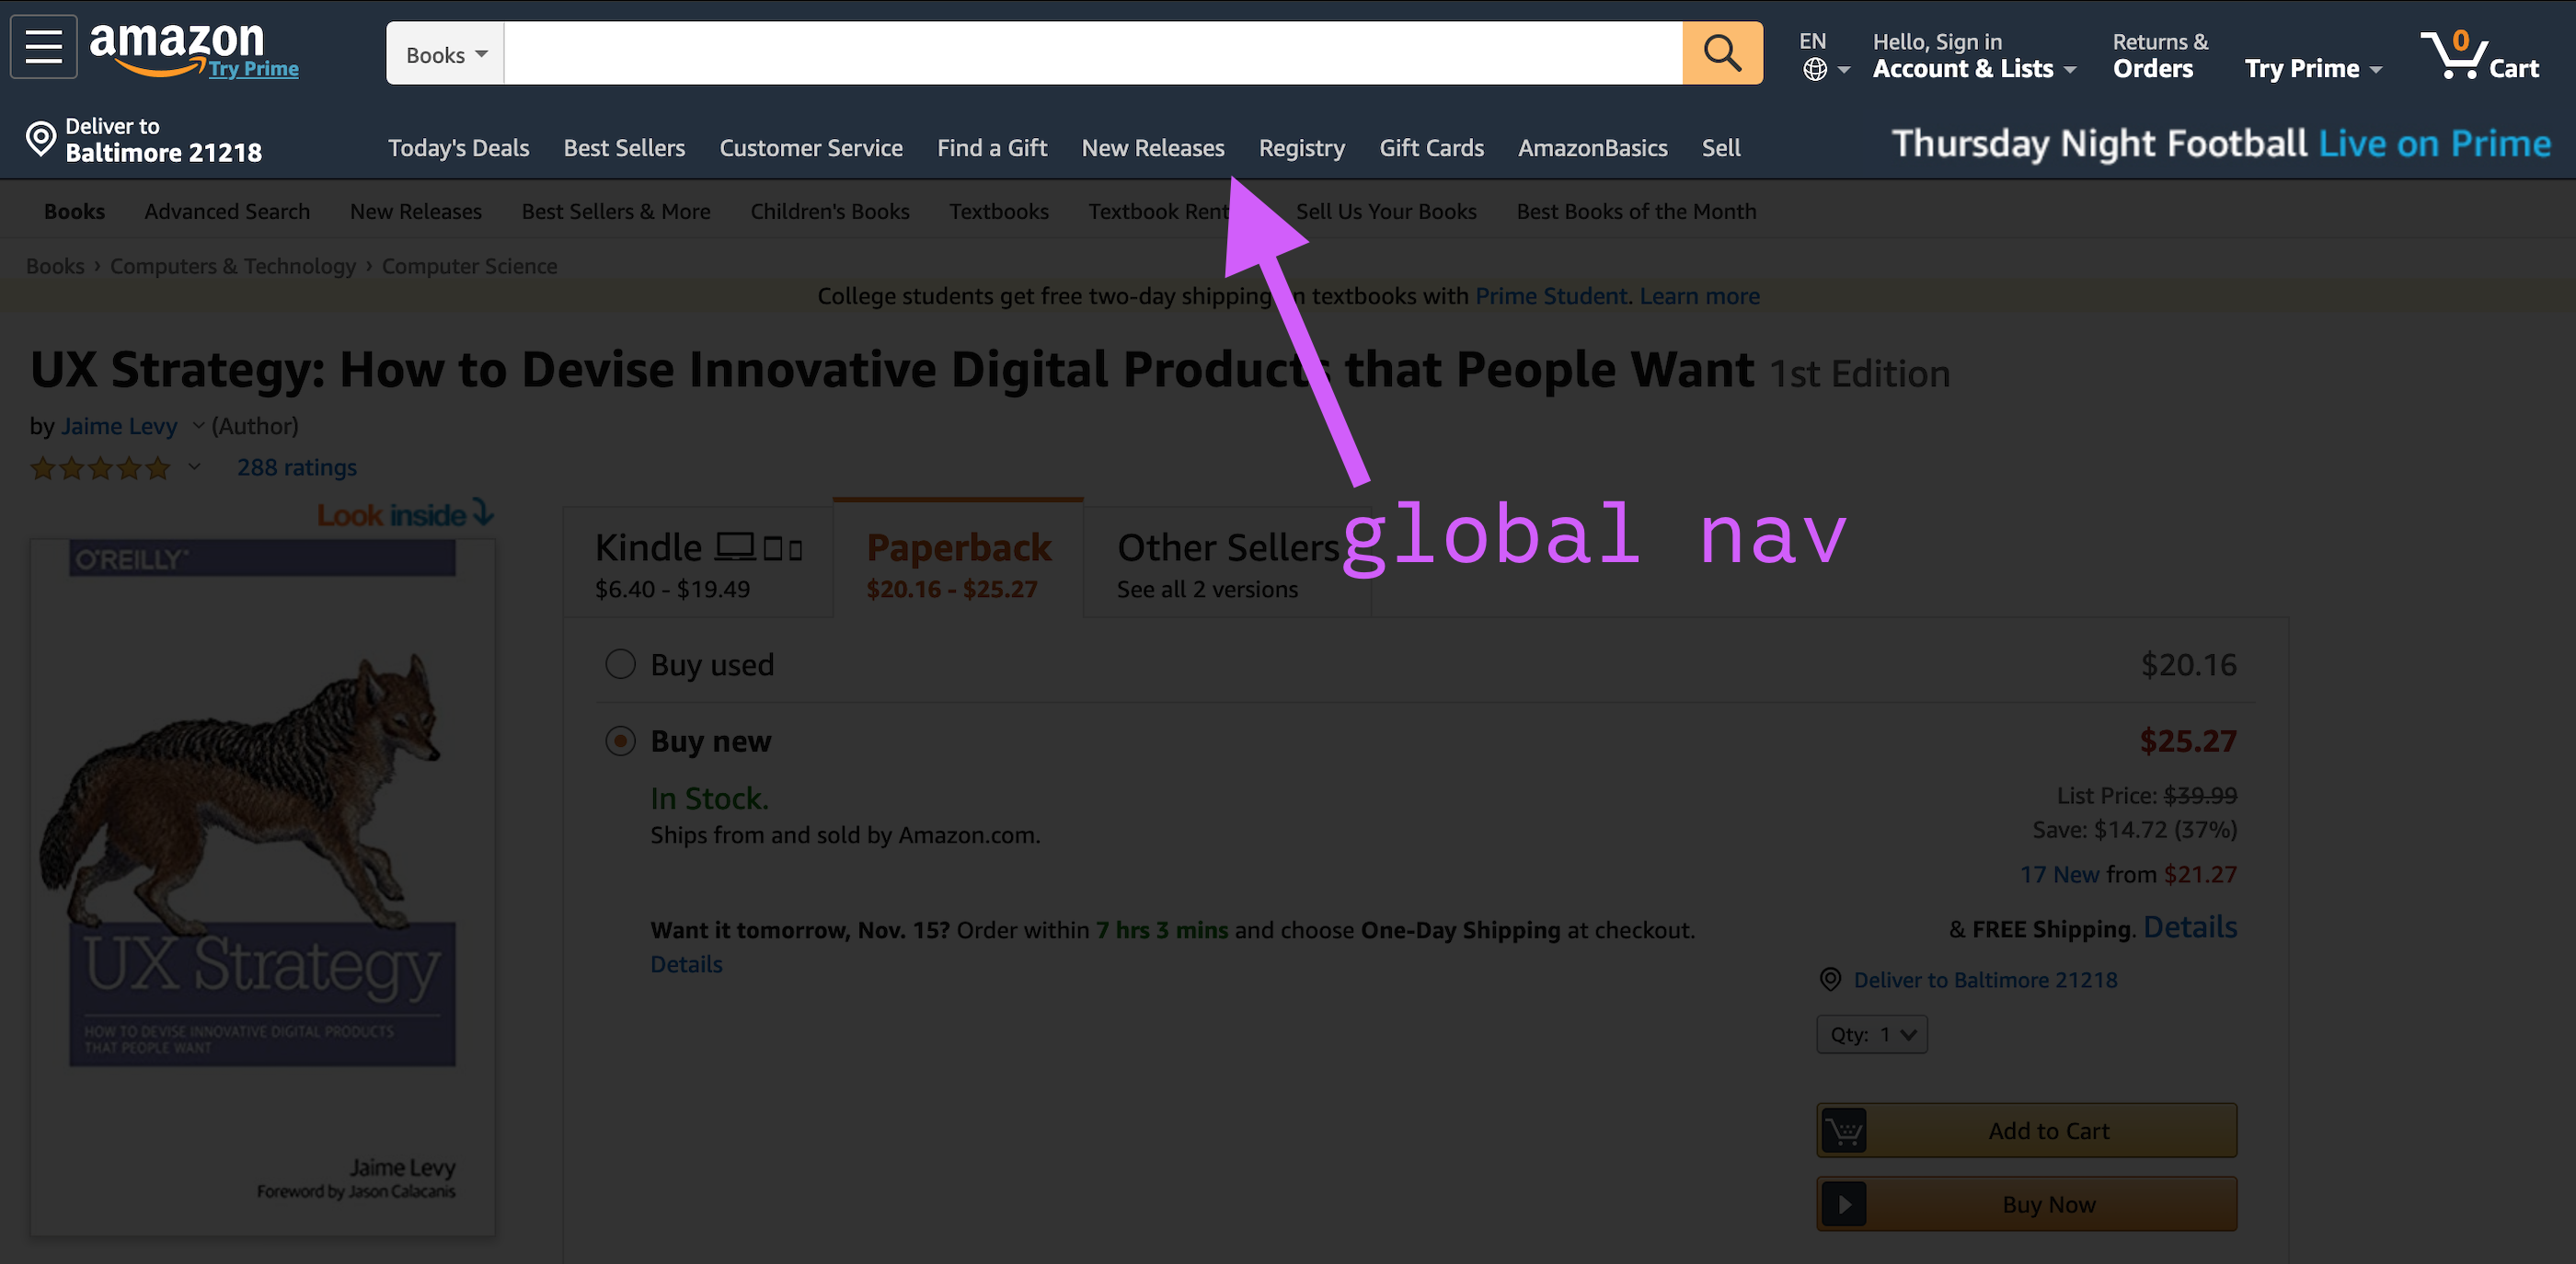 amazon
Try Prime
Books
EN
Hello, Sign in
Account & Lists
Returns &
Orders
Try Prime
0
Cart
Deliver to
Baltimore 21218
Today's Deals Best Sellers Customer Service Find a Gift New Releases Registry Gift Cards AmazonBasics Sell
Thursday Night Football Live on Prime
Books Advanced Search New Releases Best Sellers & More Children's Books Textbooks Textbook Sell Us Your Books Best Books of the Month
Books › Computers & Technology › Computer Science
College students get free two-day shipping textbooks with Prime Student. Learn more
UX Strategy: How to Devise Innovative Digital Products that People Want 1st Edition
by Jaime Levy (Author)
288 ratings
Look inside
O'REILLY
UX Strategy
HOW TO DEVISE INNOVATIVE DIGITAL PRODUCTS
THAT PEOPLE WANT
Jaime Levy
Foreword by Jason Calacanis
Kindle
$6.40 - $19.49
Paperback
$20.16 - $25.27
Other Sellers
See all 2 versions
global nav
Buy used $20.16
Buy new $25.27
In Stock.
Ships from and sold by Amazon.com.
List Price: $39.99
Save: $14.72 (37%)
17 New from $21.27
Want it tomorrow, Nov. 15? Order within 7 hrs 3 mins and choose One-Day Shipping at checkout.
Details
& FREE Shipping. Details
Deliver to Baltimore 21218
Qty: 1
Add to Cart
Buy Now